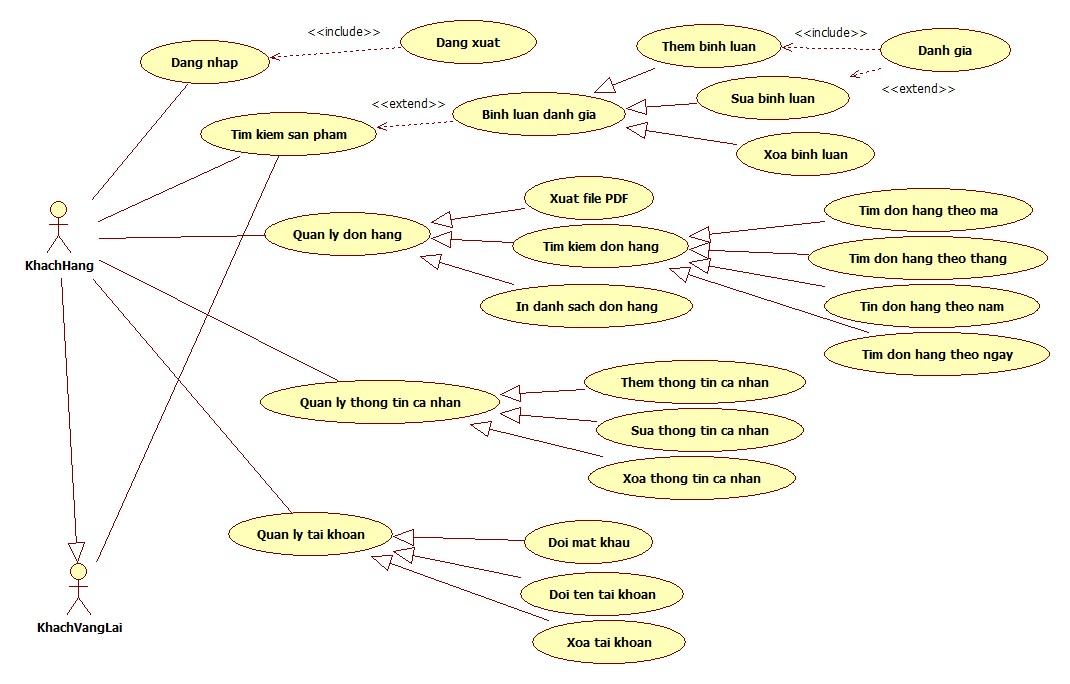 <<include>>
Dang xuat
Dang nhap
Them binh luan
<<include>>
Danh gia
<<extend>>
Sua binh luan
<<extend>>
Binh luan danh gia
Tim kiem san pham
Xoa binh luan
Xuat file PDF
Tim don hang theo ma
KhachHang
Quan ly don hang
Tim kiem don hang
Tim don hang theo thang
In danh sach don hang
Tin don hang theo nam
Tim don hang theo ngay
Them thong tin ca nhan
Quan ly thong tin ca nhan
Sua thong tin ca nhan
Xoa thong tin ca nhan
Quan ly tai khoan
Doi mat khau
Doi ten tai khoan
KhachVangLai
Xoa tai khoan